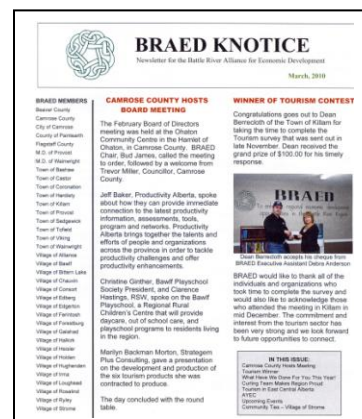 BRAED KNOTICE
Newsletter for the Battle River Alliance for Economic Development
March, 2010
BRAED MEMBERS
Beaver County
Camrose County
City of Camrose
County of Paintearth
Flagstaff County
M.D. of Provost
M.D. of Wainwright
Town of Bashaw
Town of Castor
Town of Coronation
Town of Hardisty
Town of Killam
Town of Provost
Town of Sedgewick
Town of Tofield
Town of Viking
Town of Wainwright
Village of Alliance
Village of Bawlf
Village of Bittern Lake
Village of Chauvin
Village of Consort
Village of Edberg
Village of Edgerton
Village of Ferintosh
Village of Forestburg
Village of Galahad
Village of Halkirk
Village of Heisler
Village of Holden
Village of Hughenden
Village of Irma
Village of Lougheed
Village of Rosalind
Village of Ryley
Village of Strome
CAMROSE COUNTY HOSTS
BOARD MEETING
The February Board of Directors
meeting was held at the Ohaton
Community Centre in the Hamlet of
Ohaton, in Camrose County. BRAED
Chair, Bud James, called the meeting
to order, followed by a welcome from
Trevor Miller, Councillor, Camrose
County.
Jeff Baker, Productivity Alberta, spoke
about how they can provide immediate
connection to the latest productivity
information, assessments, tools,
program and networks. Productivity
Alberta brings together the talents and
efforts of people and organizations
across the province in order to tackle
productivity challenges and offer
productivity enhancements.
Christine Ginther, Bawlf Playschool
Society President, and Clarence
Hastings, RSW, spoke on the Bawlf
Playschool, a Regional Rural
Children's Centre that will provide
daycare, out of school care, and
playschool programs to residents living
in the region.
Marilyn Backman Morton, Strategem
Plus Consulting, gave a presentation
on the development and production of
the six tourism products she was
contracted to produce.
The day concluded with the round
table.
WINNER OF TOURISM CONTEST
Congratulations goes out to Dean
Berrecloth of the Town of Killam for
taking the time to complete the
Tourism survey that was sent out in
late November. Dean received the
grand prize of $100.00 for his timely
response.
BRAED
Dean Berrecloth accepts his cheque from
BRAED Executive Assistant Debra Anderson
BRAED would like to thank all of the
individuals and organizations who
took time to complete the survey and
would also like to acknowledge those
who attended the meeting in Killam in
mid December. The commitment and
interest from the tourism sector has
been very strong and we look forward
to future opportunities to connect.
IN THIS ISSUE:
Camrose County Hosts Meeting
Tourism Winner
What Have We Done For You This Year!
Curling Team Makes Region Proud
Tourism in East Central Alberta
AYEC
Upcoming Events
Community Ties – Village of Strome